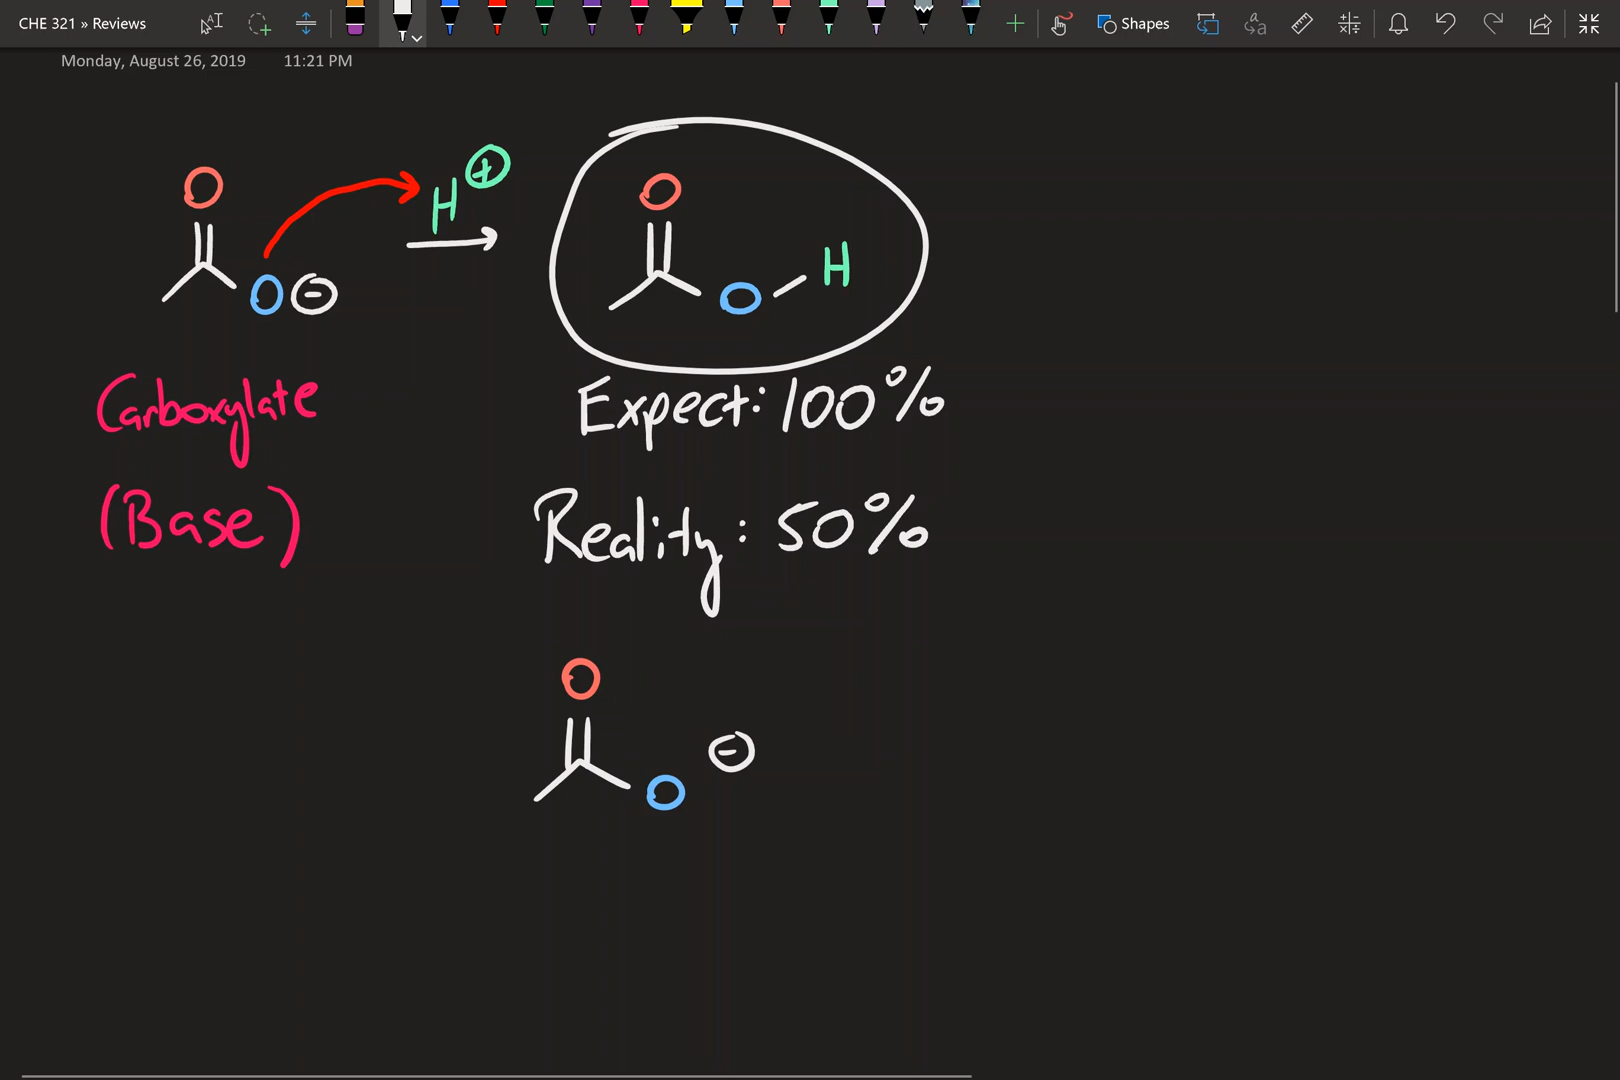 CHE 321 » Reviews
Shapes
Monday, August 26, 2019 11:21 PM
O
H ⊕
O ⊖
O
O
H
Carboxylate
(Base)
Expect: 100%
Reality: 50%
O
⊖
O